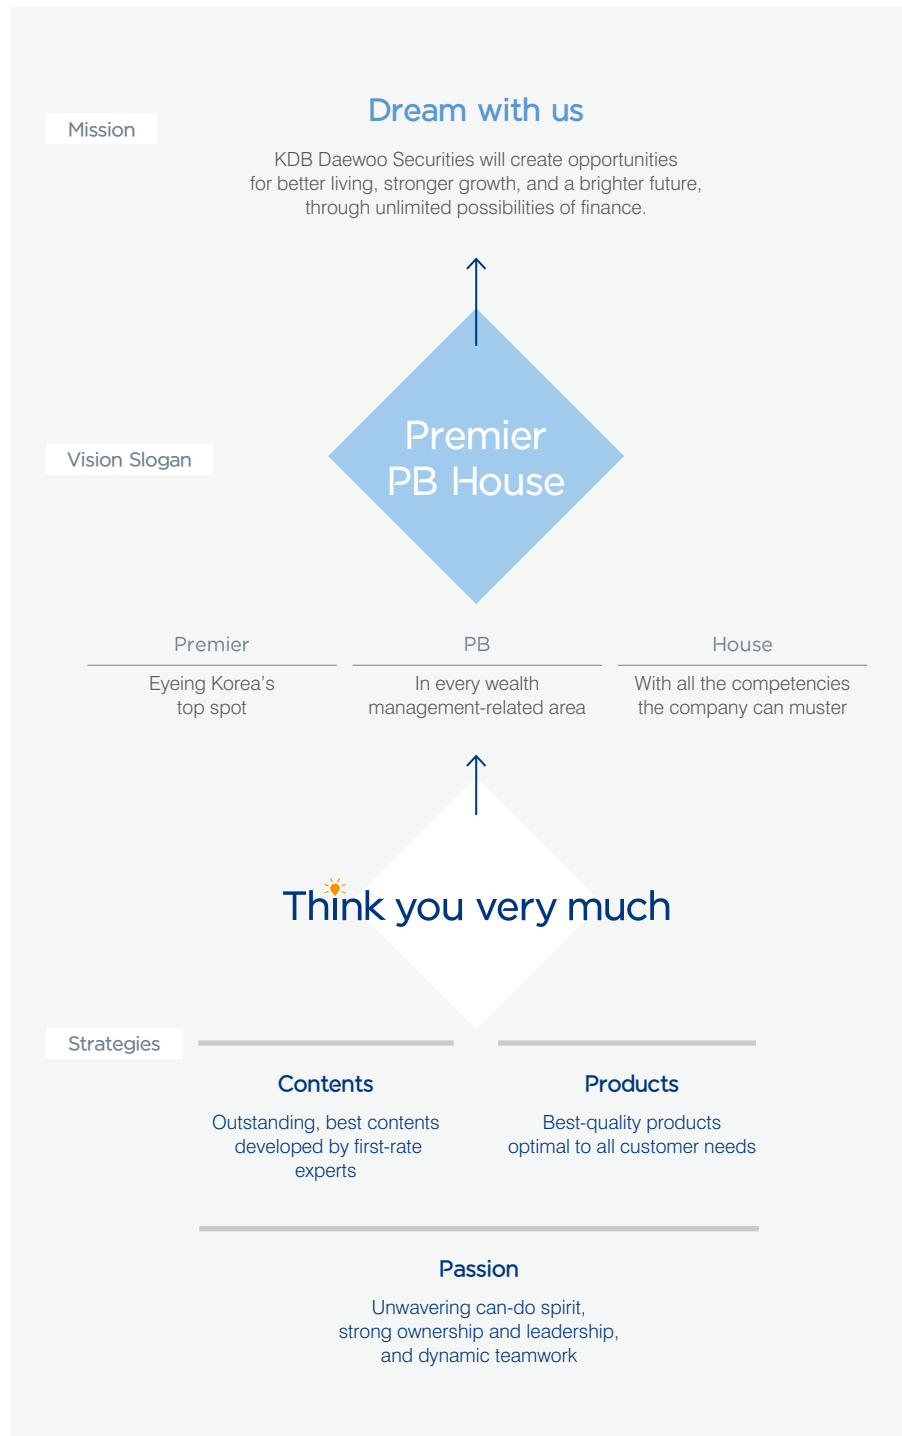 Mission
Dream with us
KDB Daewoo Securities will create opportunities
for better living, stronger growth, and a brighter future,
through unlimited possibilities of finance.
Vision Slogan
Premier
PB House
Premier
Eyeing Korea's
top spot
PB
In every wealth
management-related area
House
With all the competencies
the company can muster
Think you very much
Strategies
Contents
Outstanding, best contents
developed by first-rate
experts
Products
Best-quality products
optimal to all customer needs
Passion
Unwavering can-do spirit,
strong ownership and leadership,
and dynamic teamwork